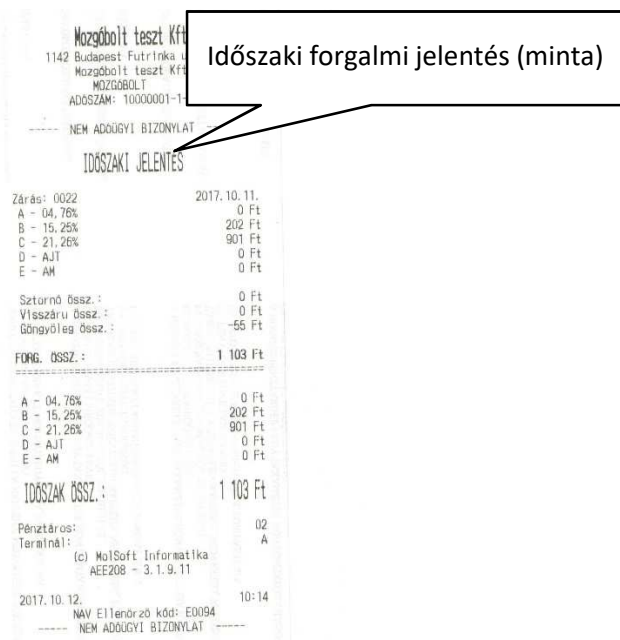 Mozgóbolt teszt Kft
1142 Budapest Futrinka u
Mozgóbolt teszt Kft
MOZGÓBOLT
ADÓSZÁM: 10000001-1-
Időszaki forgalmi jelentés (minta)
----- NEM ADÓÜGYI BIZONYLAT -----
IDŐSZAKI JELENTÉS
Zárás: 0022 2017.10.11.
A - 04,76% 0 Ft
B - 15,25% 202 Ft
C - 21,26% 901 Ft
D - AJT 0 Ft
E - AM 0 Ft
Sztornó össz.: 0 Ft
Visszáru össz.: 0 Ft
Göngyöleg össz.: -55 Ft
FORG. ÖSSZ.: 1 103 Ft
A - 04,76% 0 Ft
B - 15,25% 202 Ft
C - 21,26% 901 Ft
D - AJT 0 Ft
E - AM 0 Ft
IDŐSZAK ÖSSZ.: 1 103 Ft
Pénztáros: 02
Terminál: A
(c) MolSoft Informatika
AEE208 - 3.1.9.11
2017.10.12. 10:14
NAV Ellenőrző kód: E0094
----- NEM ADÓÜGYI BIZONYLAT -----